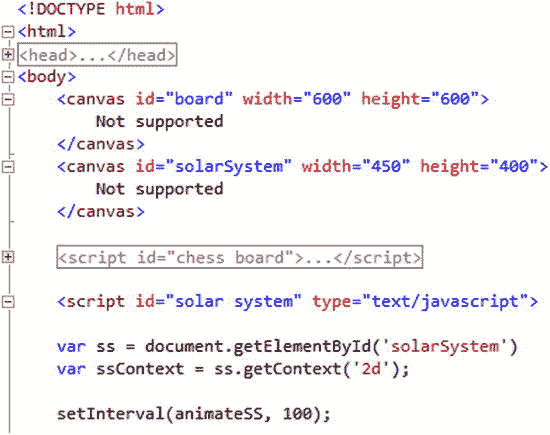 <!DOCTYPE html>
<html>
<head>...</head>
<body>
<canvas id="board" width="600" height="600">
Not supported
</canvas>
<canvas id="solarSystem" width="450" height="400">
Not supported
</canvas>
<script id="chess board">...</script>
<script id="solar system" type="text/javascript">
var ss = document.getElementById('solarSystem')
var ssContext = ss.getContext('2d');
setInterval(animateSS, 100);